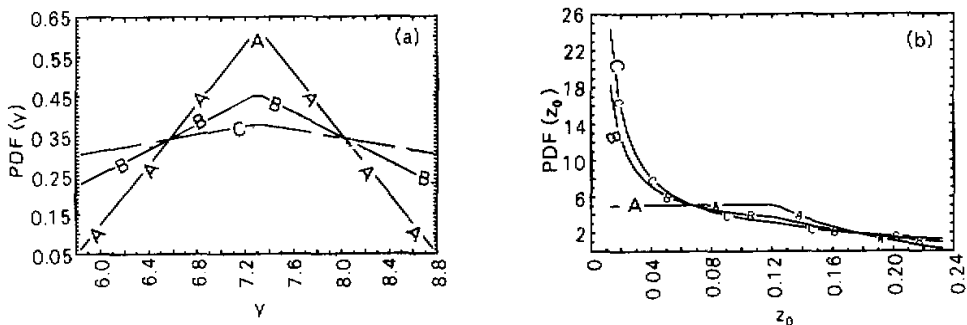 0.65
0.55
0.45
0.35
0.25
0.15
0.05
PDF (y)
(a)
A
A
A
B
B
B
C
A
A
B
B
A
A
A
6.0
6.4
6.8
7.2
7.6
8.0
8.4
8.8
y
26
22
18
14
10
6
2
PDF (z₀)
(b)
C
C
B
C
B
A
A
C
B
A
C
B
A
C
B
0
0 04
0.08
0.12
0.16
0.20
0.24
z₀